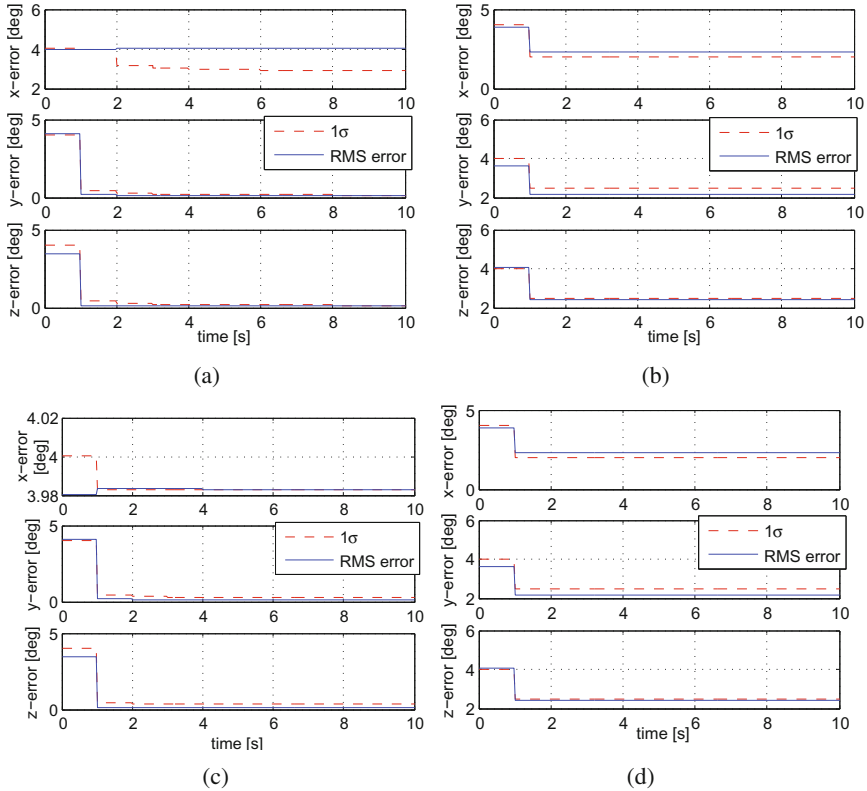 6
4
2
x−error [deg]
0 2 4 6 8 10
5
0
y−error [deg]
1σ
RMS error
0 2 4 6 8 10
5
0
z−error [deg]
0 2 4 6 8 10
time [s]
(a)
5
0
x−error [deg]
0 2 4 6 8 10
6
4
2
y−error [deg]
1σ
RMS error
0 2 4 6 8 10
6
4
2
z−error [deg]
0 2 4 6 8 10
time [s]
(b)
4.02
4
3.98
x−error
[deg]
0 2 4 6 8 10
5
0
y−error [deg]
1σ
RMS error
0 2 4 6 8 10
5
0
z−error [deg]
0 2 4 6 8 10
time [s]
(c)
5
0
x−error [deg]
0 2 4 6 8 10
6
4
2
y−error [deg]
1σ
RMS error
0 2 4 6 8 10
6
4
2
z−error [deg]
0 2 4 6 8 10
time [s]
(d)